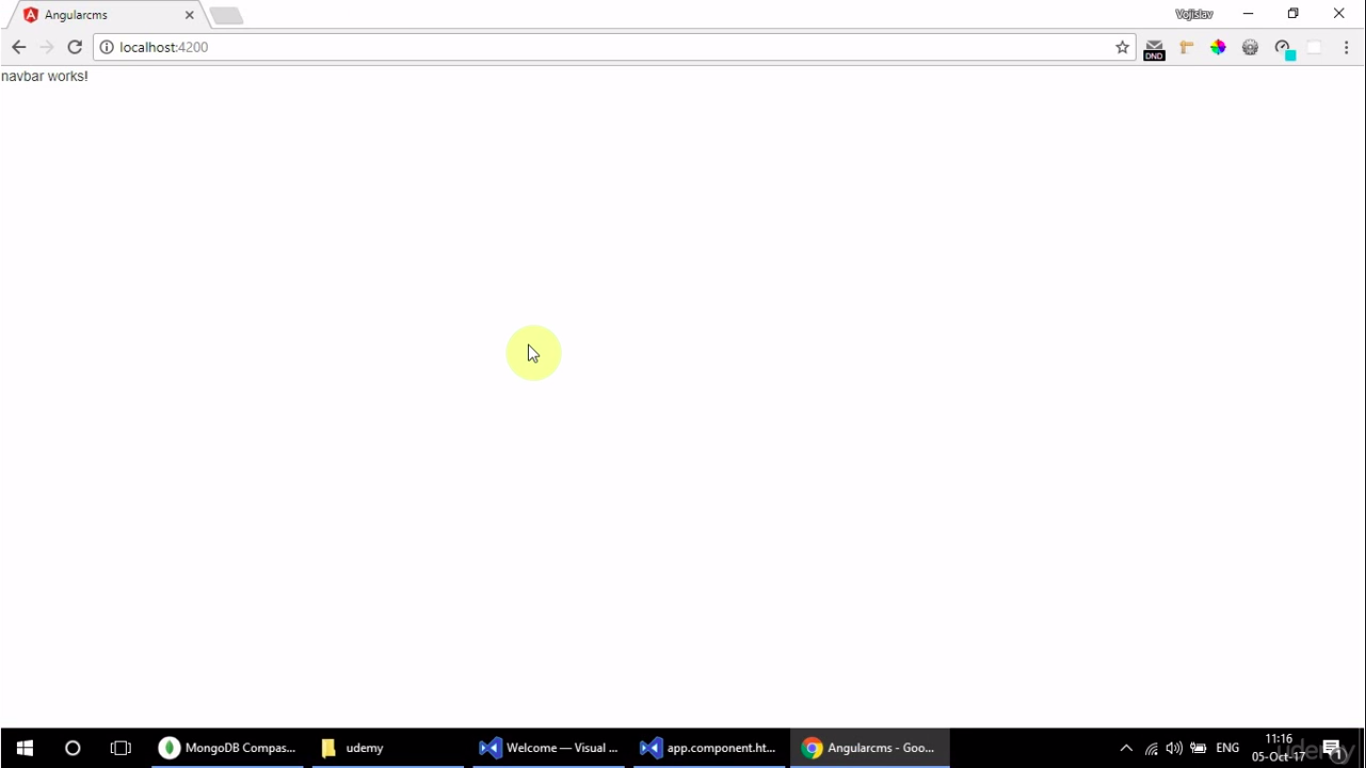 Angularcms
Vojislav
localhost:4200
DND
navbar works!
MongoDB Compas...
udemy
Welcome — Visual ...
app.component.ht...
Angularcms - Goo...
ENG
11:16
05-Oct-17
1
udemy